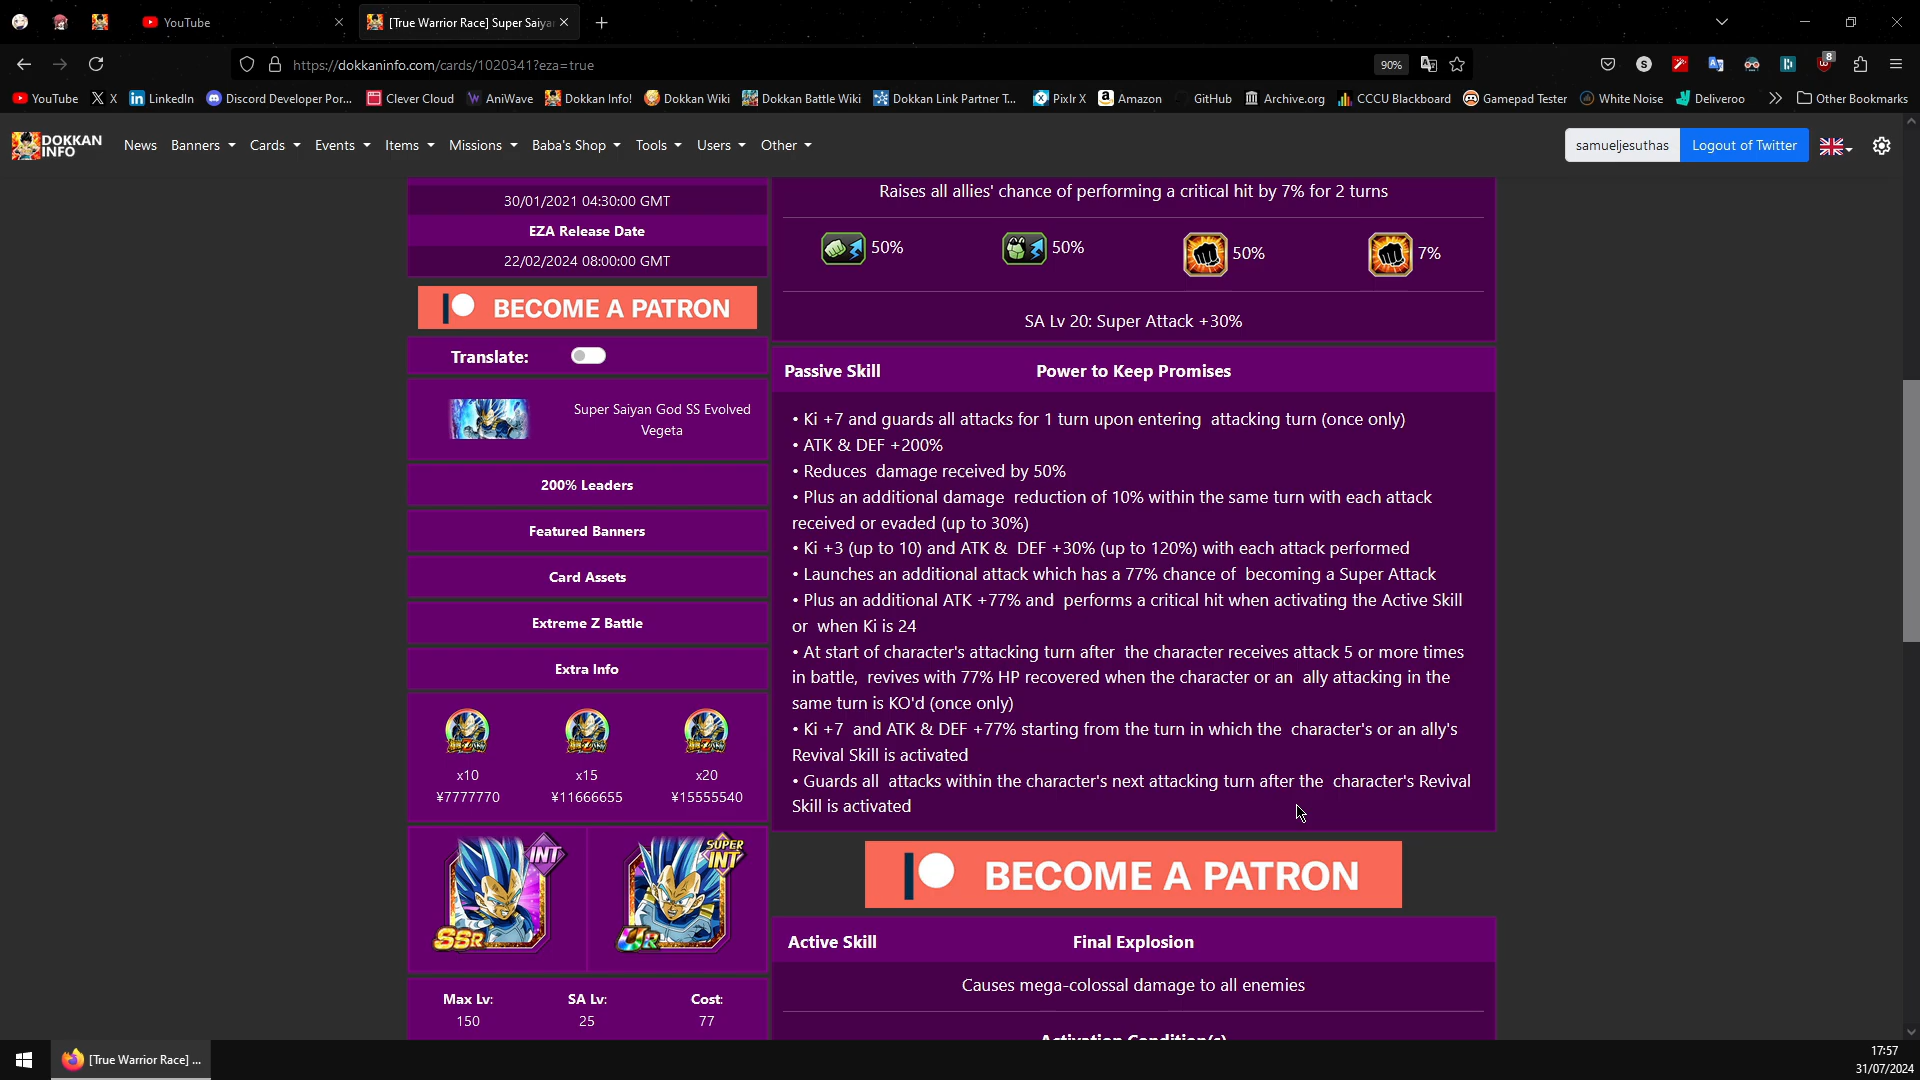 YouTube
[True Warrior Race] Super Saiya
90%
https://dokkaninfo.com/cards/1020341?eza=true
8
YouTube
X
LinkedIn
Discord Developer Por...
Clever Cloud
AniWave
Dokkan Info!
Dokkan Wiki
Dokkan Battle Wiki
Dokkan Link Partner T...
Pixlr X
Amazon
GitHub
Archive.org
CCCU Blackboard
Gamepad Tester
White Noise
Deliveroo
Other Bookmarks
DOKKAN
INFO
News
Banners
Cards
Events
Items
Missions
Baba's Shop
Tools
Users
Other
samueljesuthas
Logout of Twitter
30/01/2021 04:30:00 GMT
EZA Release Date
22/02/2024 08:00:00 GMT
BECOME A PATRON
Translate:
Super Saiyan God SS Evolved
Vegeta
200% Leaders
Featured Banners
Card Assets
Extreme Z Battle
Extra Info
x10
¥7777770
x15
¥11666655
x20
¥15555540
INT
SSR
SUPER
INT
UR
Max Lv:
150
SA Lv:
25
Cost:
77
Raises all allies' chance of performing a critical hit by 7% for 2 turns
50%
50%
50%
7%
SA Lv 20: Super Attack +30%
Passive Skill
Power to Keep Promises
• Ki +7 and guards all attacks for 1 turn upon entering attacking turn (once only)
• ATK & DEF +200%
• Reduces damage received by 50%
• Plus an additional damage reduction of 10% within the same turn with each attack
received or evaded (up to 30%)
• Ki +3 (up to 10) and ATK & DEF +30% (up to 120%) with each attack performed
• Launches an additional attack which has a 77% chance of becoming a Super Attack
• Plus an additional ATK +77% and performs a critical hit when activating the Active Skill
or when Ki is 24
• At start of character's attacking turn after the character receives attack 5 or more times
in battle, revives with 77% HP recovered when the character or an ally attacking in the
same turn is KO'd (once only)
• Ki +7 and ATK & DEF +77% starting from the turn in which the character's or an ally's
Revival Skill is activated
• Guards all attacks within the character's next attacking turn after the character's Revival
Skill is activated
BECOME A PATRON
Active Skill
Final Explosion
Causes mega-colossal damage to all enemies
Activation Condition(s)
[True Warrior Race] ...
17:57
31/07/2024